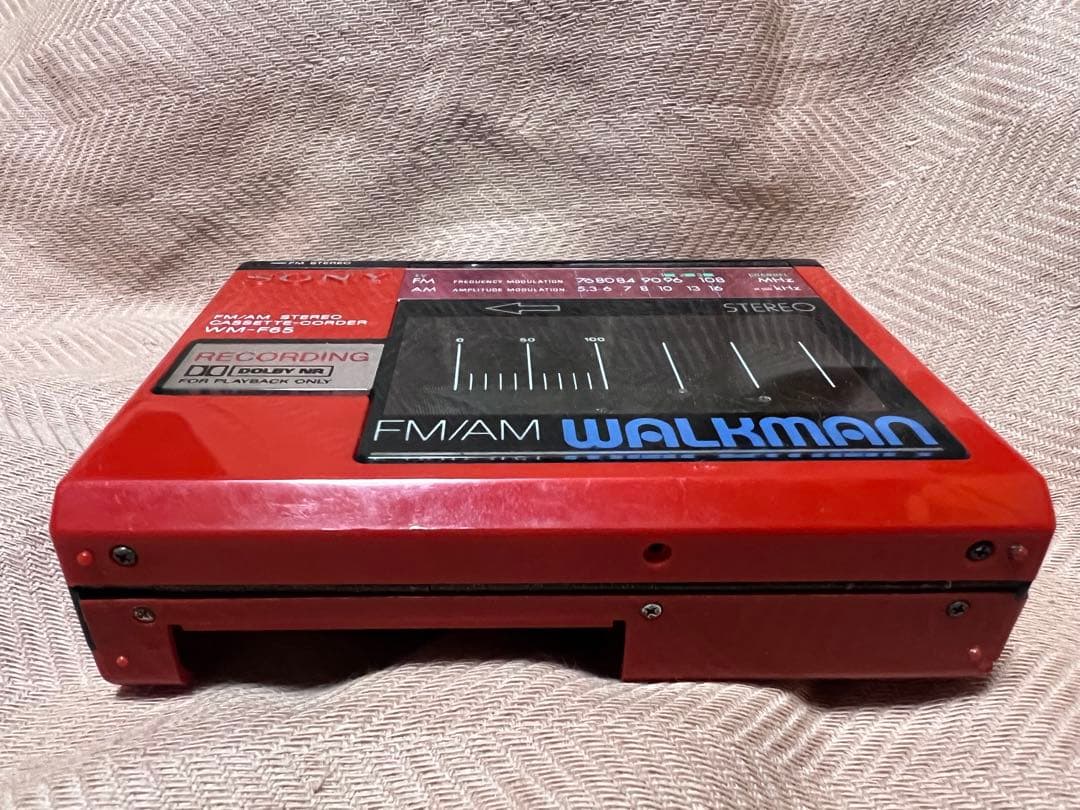 FM STEREO
SONY
TV
CHANNEL
FM FREQUENCY MODULATION 76 80 84 90 96 108 MHz
AM AMPLITUDE MODULATION 5.3·6 7 8 10 13 16 kHz
FM/AM STEREO
CASSETTE-CORDER
WM-F65
STEREO
RECORDING
DOLBY NR
FOR PLAYBACK ONLY
0 50 100
FM/AM WALKMAN